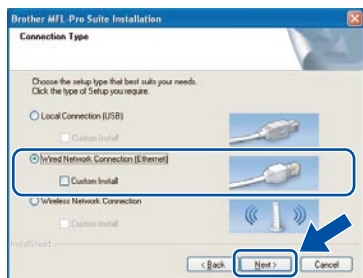 Brother MFL-Pro Suite Installation
Connection Type
Choose the setup type that best suits your needs.
Click the type of Setup you require.
Local Connection (USB)
Custom Install
Wired Network Connection (Ethernet)
Custom Install
Wireless Network Connection
Custom Install
InstallShield
< Back
Next >
Cancel